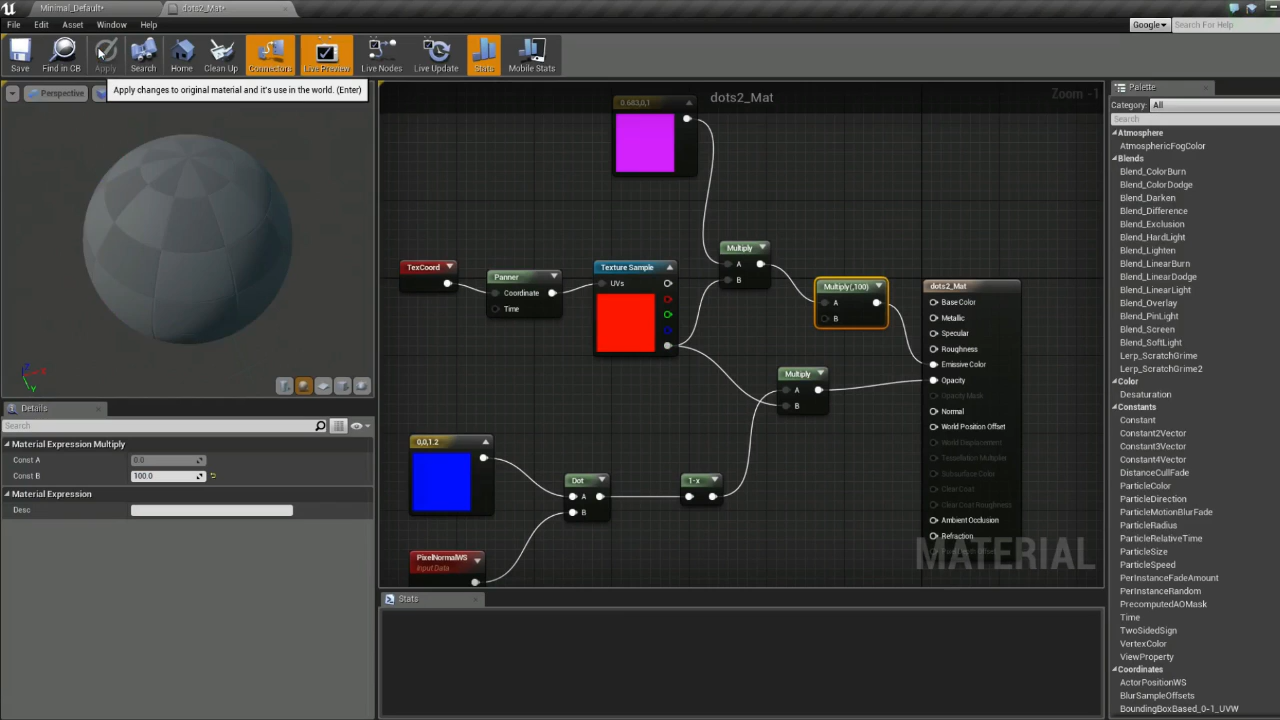 Minimal_Default*
dots2_Mat*
File Edit Asset Window Help
Google
Search For Help
Save
Find in CB
Apply
Search
Home
Clean Up
Connectors
Live Preview
Live Nodes
Live Update
Stats
Mobile Stats
Apply changes to original material and it's use in the world. (Enter)
Perspective
dots2_Mat
Zoom -1
Multiply
A
B
TexCoord
Panner
Coordinate
Time
Texture Sample
UVs
Multiply(,100)
A
B
Multiply
A
B
0,0,1.2
Dot
A
B
1-x
PixelNormalWS
Input Data
dots2_Mat
Base Color
Metallic
Specular
Roughness
Emissive Color
Opacity
Opacity Mask
Normal
World Position Offset
World Displacement
Tessellation Multiplier
Subsurface Color
Clear Coat
Clear Coat Roughness
Ambient Occlusion
Refraction
MATERIAL
Details
Search
Material Expression Multiply
Const A 0.0
Const B 100.0
Material Expression
Desc
Stats
Palette
Category: All
Search
Atmosphere
AtmosphericFogColor
Blends
Blend_ColorBurn
Blend_ColorDodge
Blend_Darken
Blend_Difference
Blend_Exclusion
Blend_HardLight
Blend_Lighten
Blend_LinearBurn
Blend_LinearDodge
Blend_LinearLight
Blend_Overlay
Blend_PinLight
Blend_Screen
Blend_SoftLight
Lerp_ScratchGrime
Lerp_ScratchGrime2
Color
Desaturation
Constants
Constant
Constant2Vector
Constant3Vector
Constant4Vector
DistanceCullFade
ParticleColor
ParticleDirection
ParticleMotionBlurFade
ParticleRadius
ParticleRelativeTime
ParticleSize
ParticleSpeed
PerInstanceFadeAmount
PerInstanceRandom
PrecomputedAOMask
Time
TwoSidedSign
VertexColor
ViewProperty
Coordinates
ActorPositionWS
BlurSampleOffsets
BoundingBoxBased_0-1_UVW